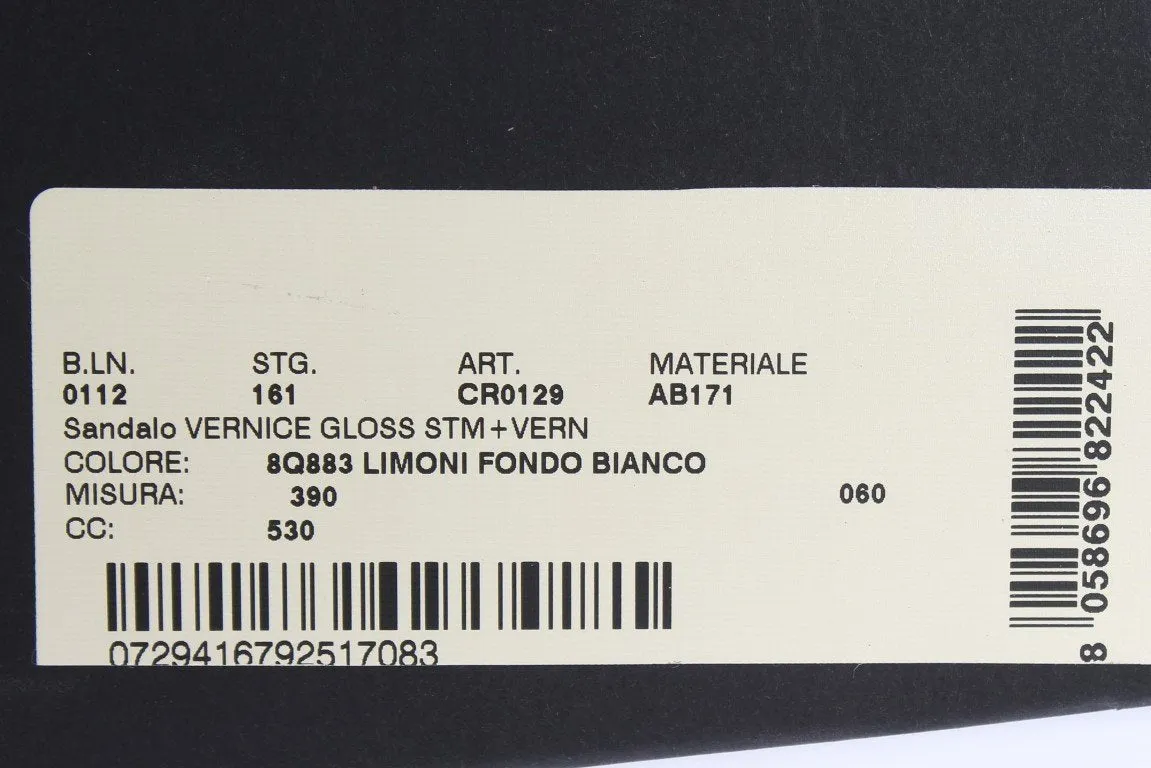 B.LN. STG. ART. MATERIALE
0112 161 CR0129 AB171
Sandalo VERNICE GLOSS STM+VERN
COLORE: 8Q883 LIMONI FONDO BIANCO
MISURA: 390 060
CC: 530
0729416792517083
8 058696 822422